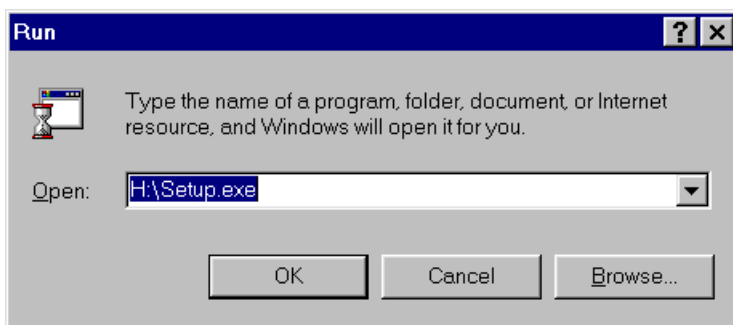 Run
Type the name of a program, folder, document, or Internet
resource, and Windows will open it for you.
Open: H:\Setup.exe
OK Cancel Browse...